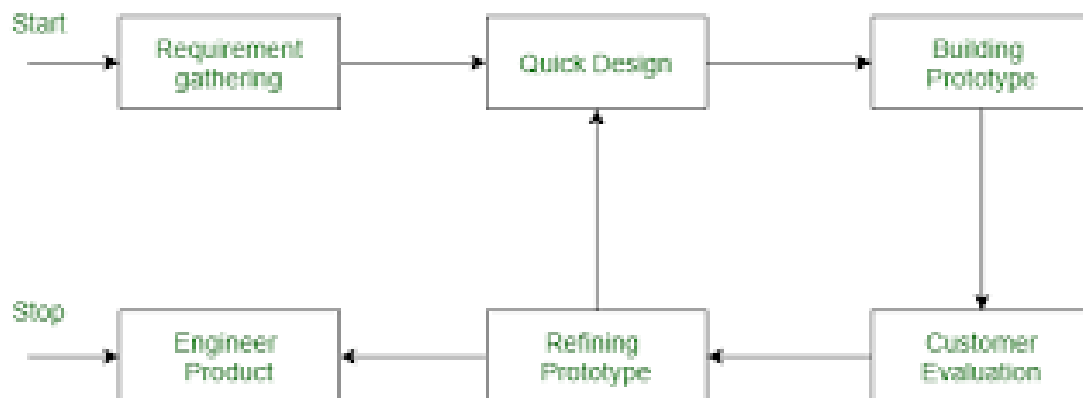 Start
Requirement
gathering
Quick Design
Building
Prototype
Stop
Engineer
Product
Refining
Prototype
Customer
Evaluation